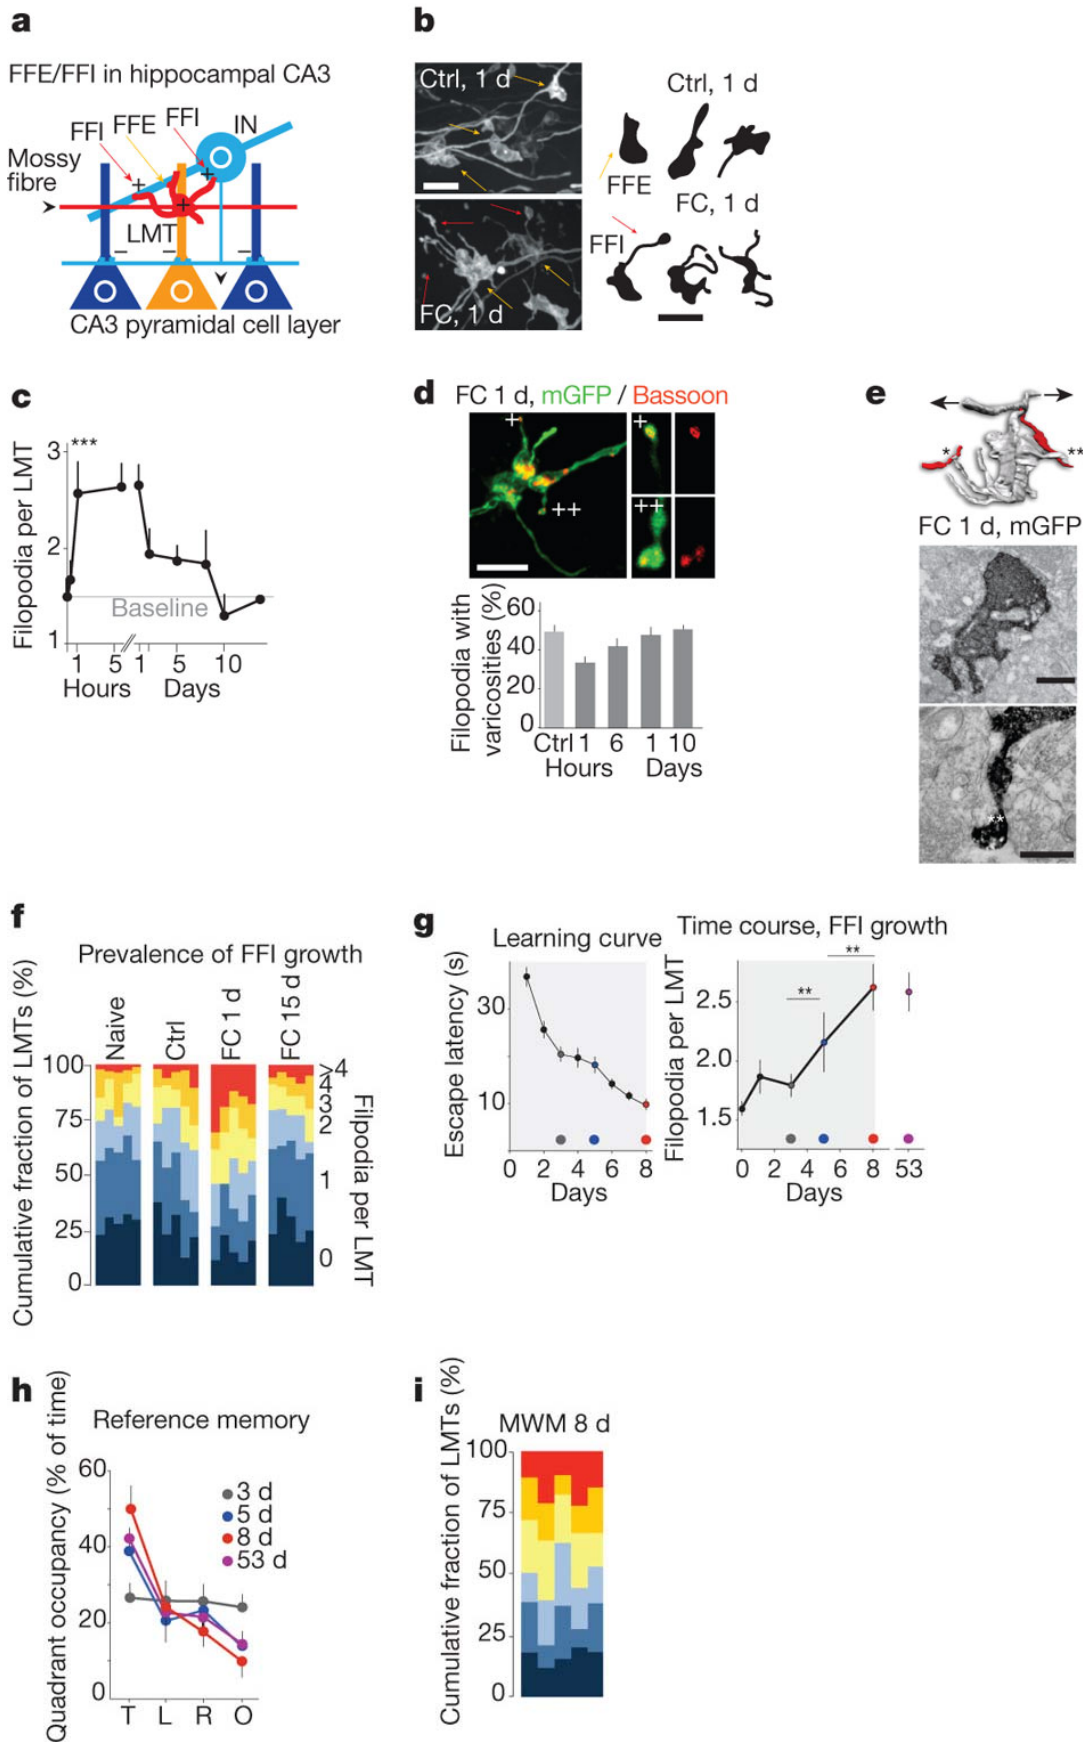 a
FFE/FFI in hippocampal CA3
FFI
FFE
FFI
IN
Mossy
fibre
+
+
+
LMT
–
–
–
CA3 pyramidal cell layer
b
Ctrl, 1 d
FC, 1 d
Ctrl, 1 d
FFE
FC, 1 d
FFI
c
Filopodia per LMT
3
2
1
***
Baseline
1 5 1 5 10
Hours Days
d
FC 1 d, mGFP / Bassoon
+
++
+
++
Filopodia with
varicosities (%)
60
40
20
0
Ctrl 1 6 1 10
Hours Days
e
*
**
FC 1 d, mGFP
**
f
Prevalence of FFI growth
Cumulative fraction of LMTs (%)
Naive
Ctrl
FC 1 d
FC 15 d
100
75
50
25
0
>4
4
3
2
1
0
Filpodia per LMT
g
Learning curve
Escape latency (s)
30
10
0 2 4 6 8
Days
Time course, FFI growth
Filopodia per LMT
**
**
2.5
2.0
1.5
0 2 5 8 53
Days
h
Reference memory
Quadrant occupancy (% of time)
60
40
20
0
3 d
5 d
8 d
53 d
T L R O
i
MWM 8 d
Cumulative fraction of LMTs (%)
100
75
50
25
0